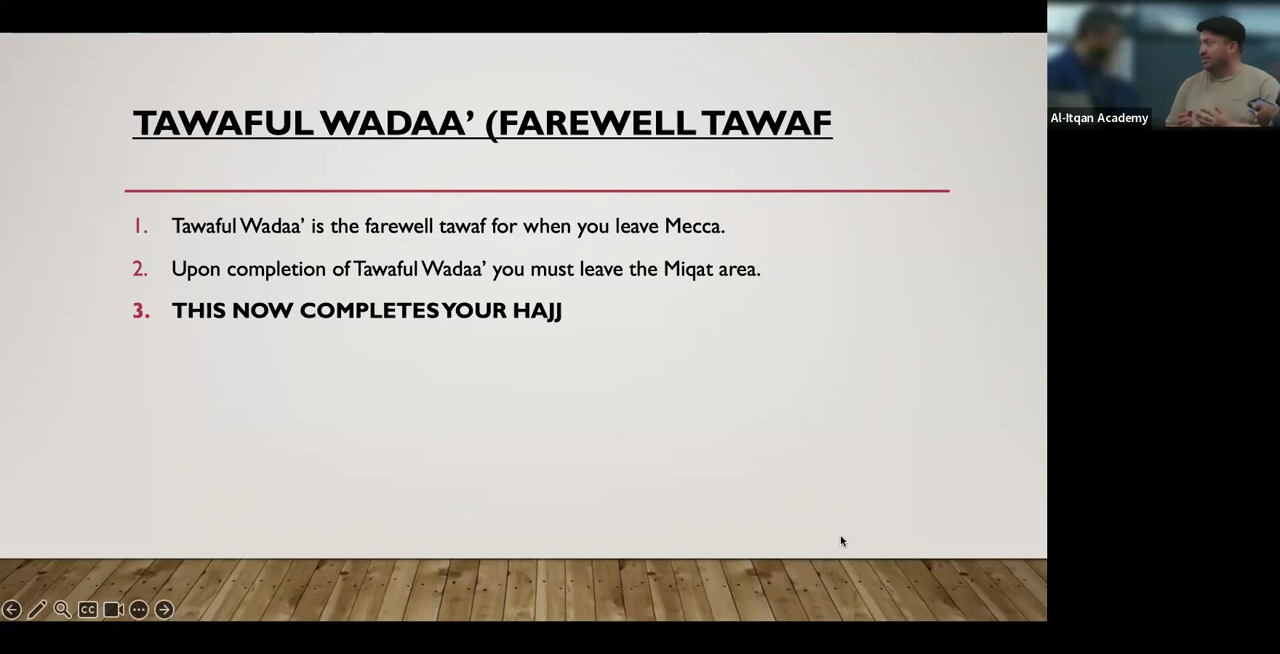 TAWAFUL WADAA’ (FAREWELL TAWAF
1. Tawaful Wadaa’ is the farewell tawaf for when you leave Mecca.
2. Upon completion of Tawaful Wadaa’ you must leave the Miqat area.
3. THIS NOW COMPLETES YOUR HAJJ
Al-Itqan Academy
CC